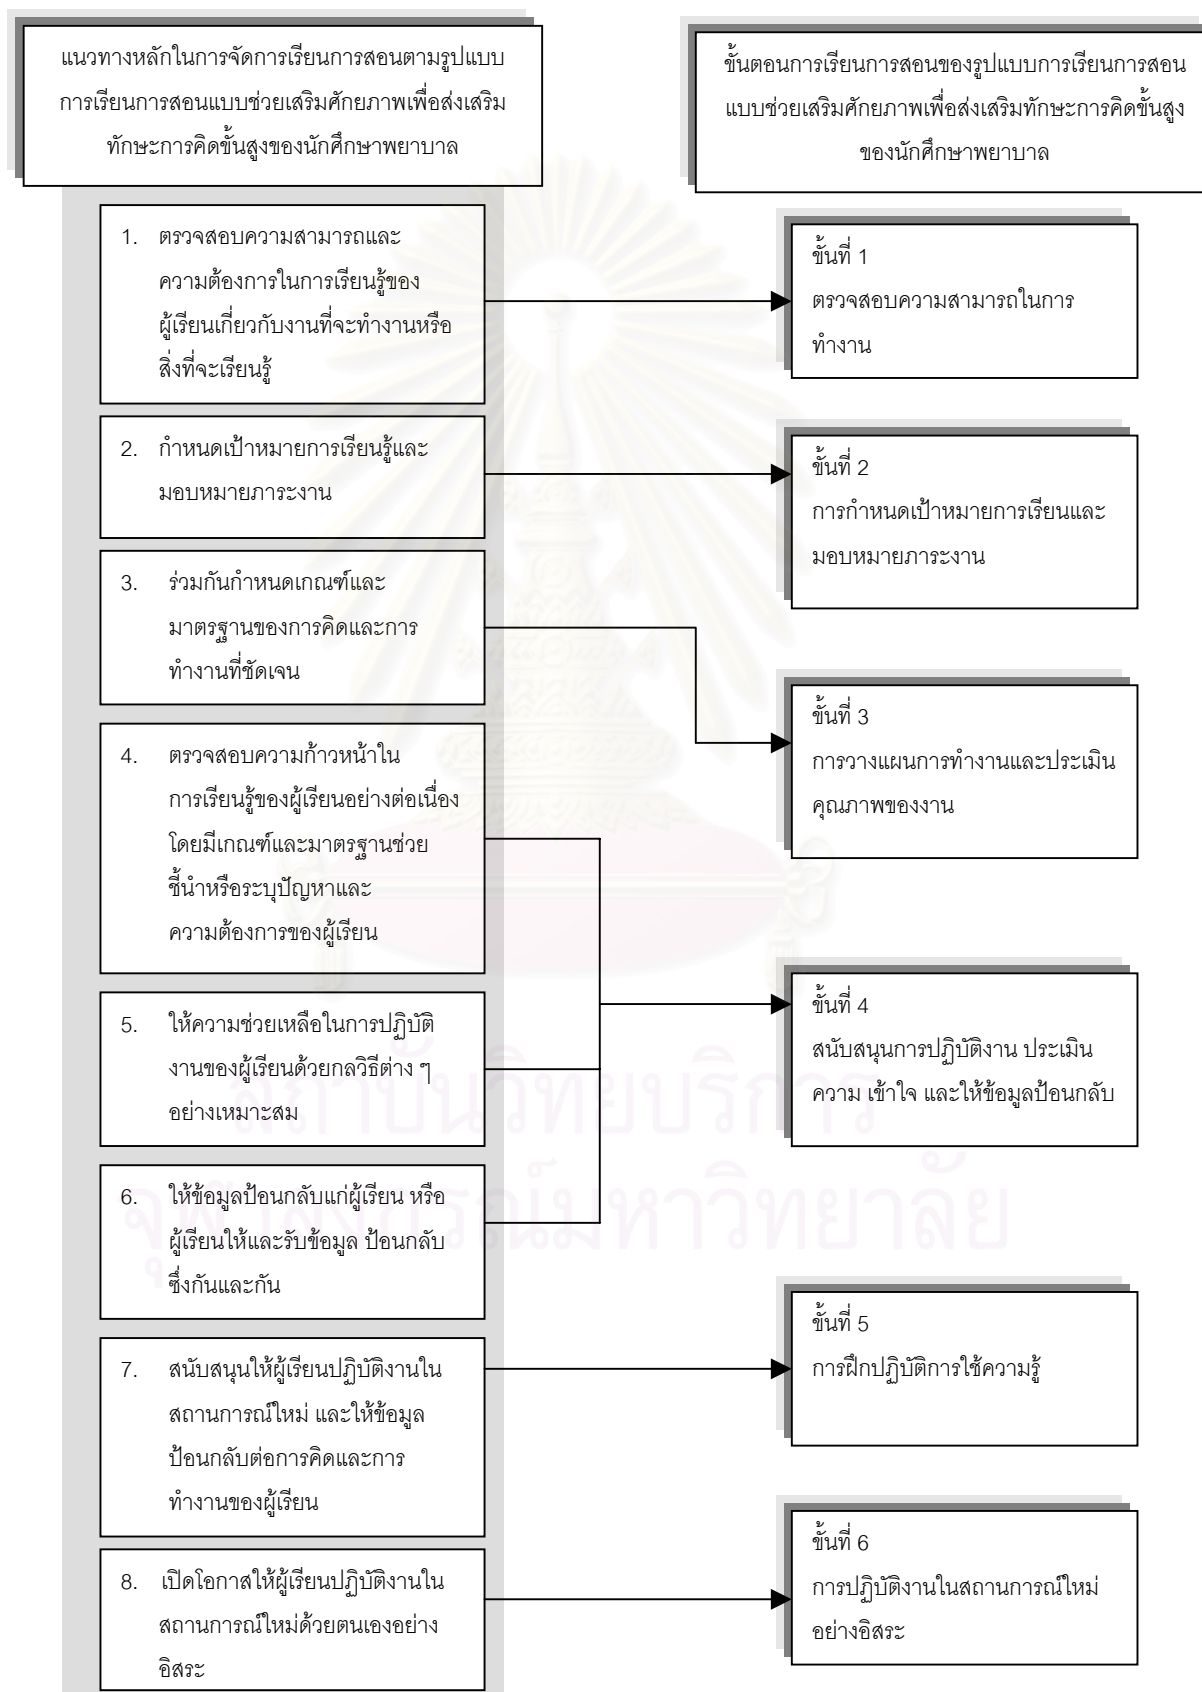 แนวทางหลักในการจัดการเรียนการสอนตามรูปแบบ
การเรียนการสอนแบบช่วยเสริมศักยภาพเพื่อส่งเสริม
ทักษะการคิดขั้นสูงของนักศึกษาพยาบาล
1. ตรวจสอบความสามารถและ
ความต้องการในการเรียนรู้ของ
ผู้เรียนเกี่ยวกับงานที่จะทำงานหรือ
สิ่งที่จะเรียนรู้
2. กำหนดเป้าหมายการเรียนรู้และ
มอบหมายภาระงาน
3. ร่วมกันกำหนดเกณฑ์และ
มาตรฐานของการคิดและการ
ทำงานที่ชัดเจน
4. ตรวจสอบความก้าวหน้าใน
การเรียนรู้ของผู้เรียนอย่างต่อเนื่อง
โดยมีเกณฑ์และมาตรฐานช่วย
ชี้นำหรือระบุปัญหาและ
ความต้องการของผู้เรียน
5. ให้ความช่วยเหลือในการปฏิบัติ
งานของผู้เรียนด้วยกลวิธีต่าง ๆ
อย่างเหมาะสม
6. ให้ข้อมูลป้อนกลับแก่ผู้เรียน หรือ
ผู้เรียนให้และรับข้อมูล ป้อนกลับ
ซึ่งกันและกัน
7. สนับสนุนให้ผู้เรียนปฏิบัติงานใน
สถานการณ์ใหม่ และให้ข้อมูล
ป้อนกลับต่อการคิดและการ
ทำงานของผู้เรียน
8. เปิดโอกาสให้ผู้เรียนปฏิบัติงานใน
สถานการณ์ใหม่ด้วยตนเองอย่าง
อิสระ
ขั้นตอนการเรียนการสอนของรูปแบบการเรียนการสอน
แบบช่วยเสริมศักยภาพเพื่อส่งเสริมทักษะการคิดขั้นสูง
ของนักศึกษาพยาบาล
ขั้นที่ 1
ตรวจสอบความสามารถในการ
ทำงาน
ขั้นที่ 2
การกำหนดเป้าหมายการเรียนและ
มอบหมายภาระงาน
ขั้นที่ 3
การวางแผนการทำงานและประเมิน
คุณภาพของงาน
ขั้นที่ 4
สนับสนุนการปฏิบัติงาน ประเมิน
ความ เข้าใจ และให้ข้อมูลป้อนกลับ
ขั้นที่ 5
การฝึกปฏิบัติการใช้ความรู้
ขั้นที่ 6
การปฏิบัติงานในสถานการณ์ใหม่
อย่างอิสระ
สถาบันวิทยบริการ
จุฬาลงกรณ์มหาวิทยาลัย